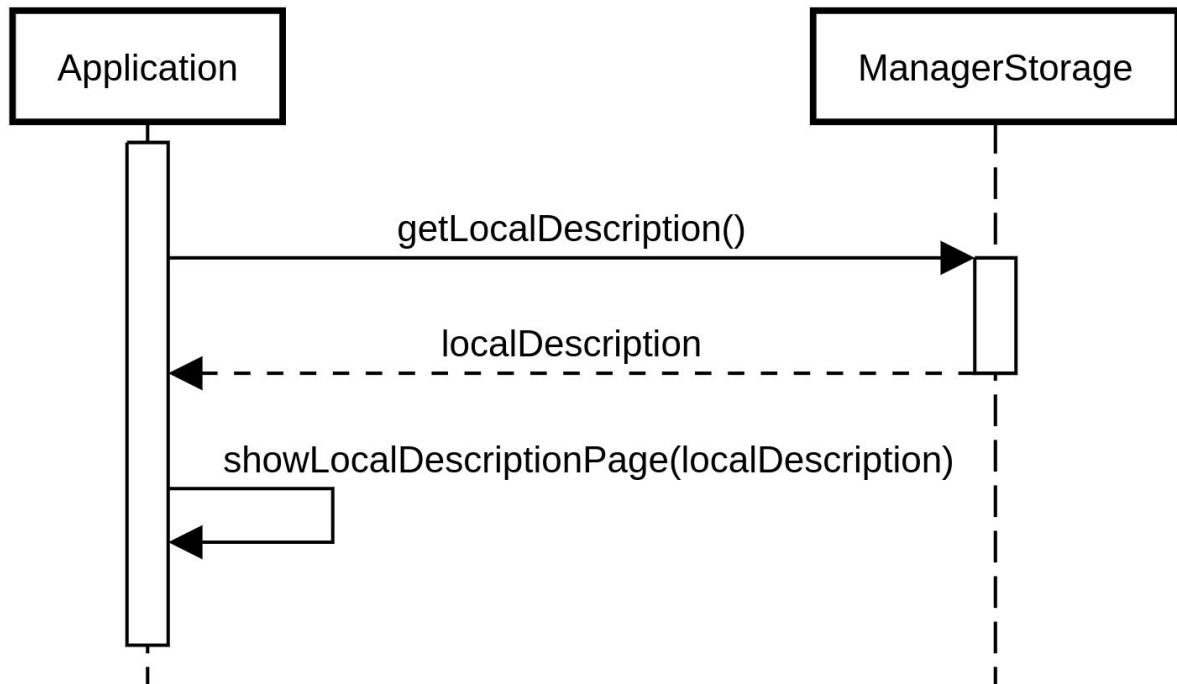 Application
ManagerStorage
getLocalDescription()
localDescription
showLocalDescriptionPage(localDescription)